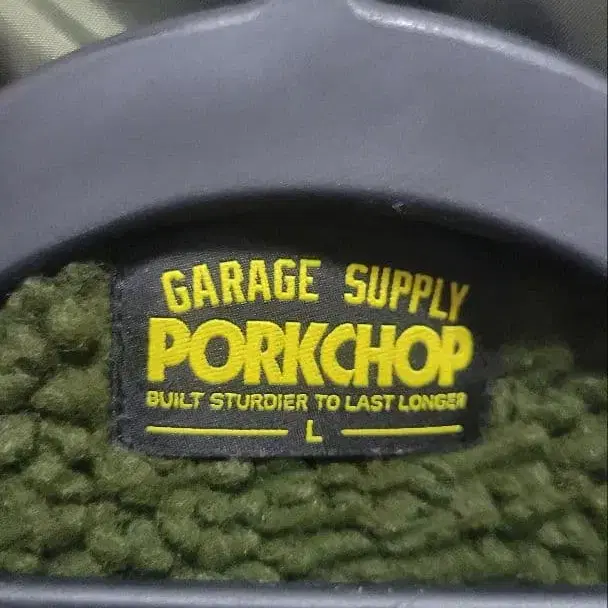 GARAGE SUPPLY
PORKCHOP
BUILT STURDIER TO LAST LONGER
L